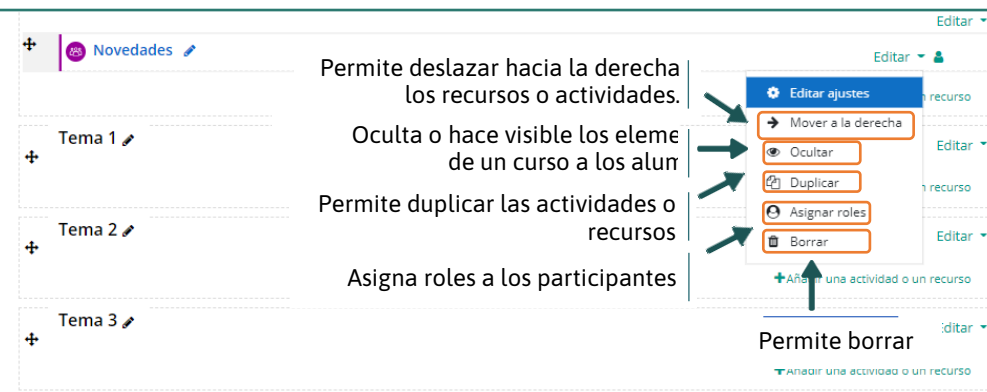 Editar
Novedades
Editar
Permite deslazar hacia la derecha
los recursos o actividades.
Editar ajustes
n recurso
Mover a la derecha
Tema 1
Oculta o hace visible los eleme
de un curso a los alum
Ocultar
Editar
Duplicar
n recurso
Permite duplicar las actividades o
recursos
Asignar roles
Tema 2
Borrar
Editar
Asigna roles a los participantes
Añadir una actividad o un recurso
Tema 3
Permite borrar
ditar
Añadir una actividad o un recurso